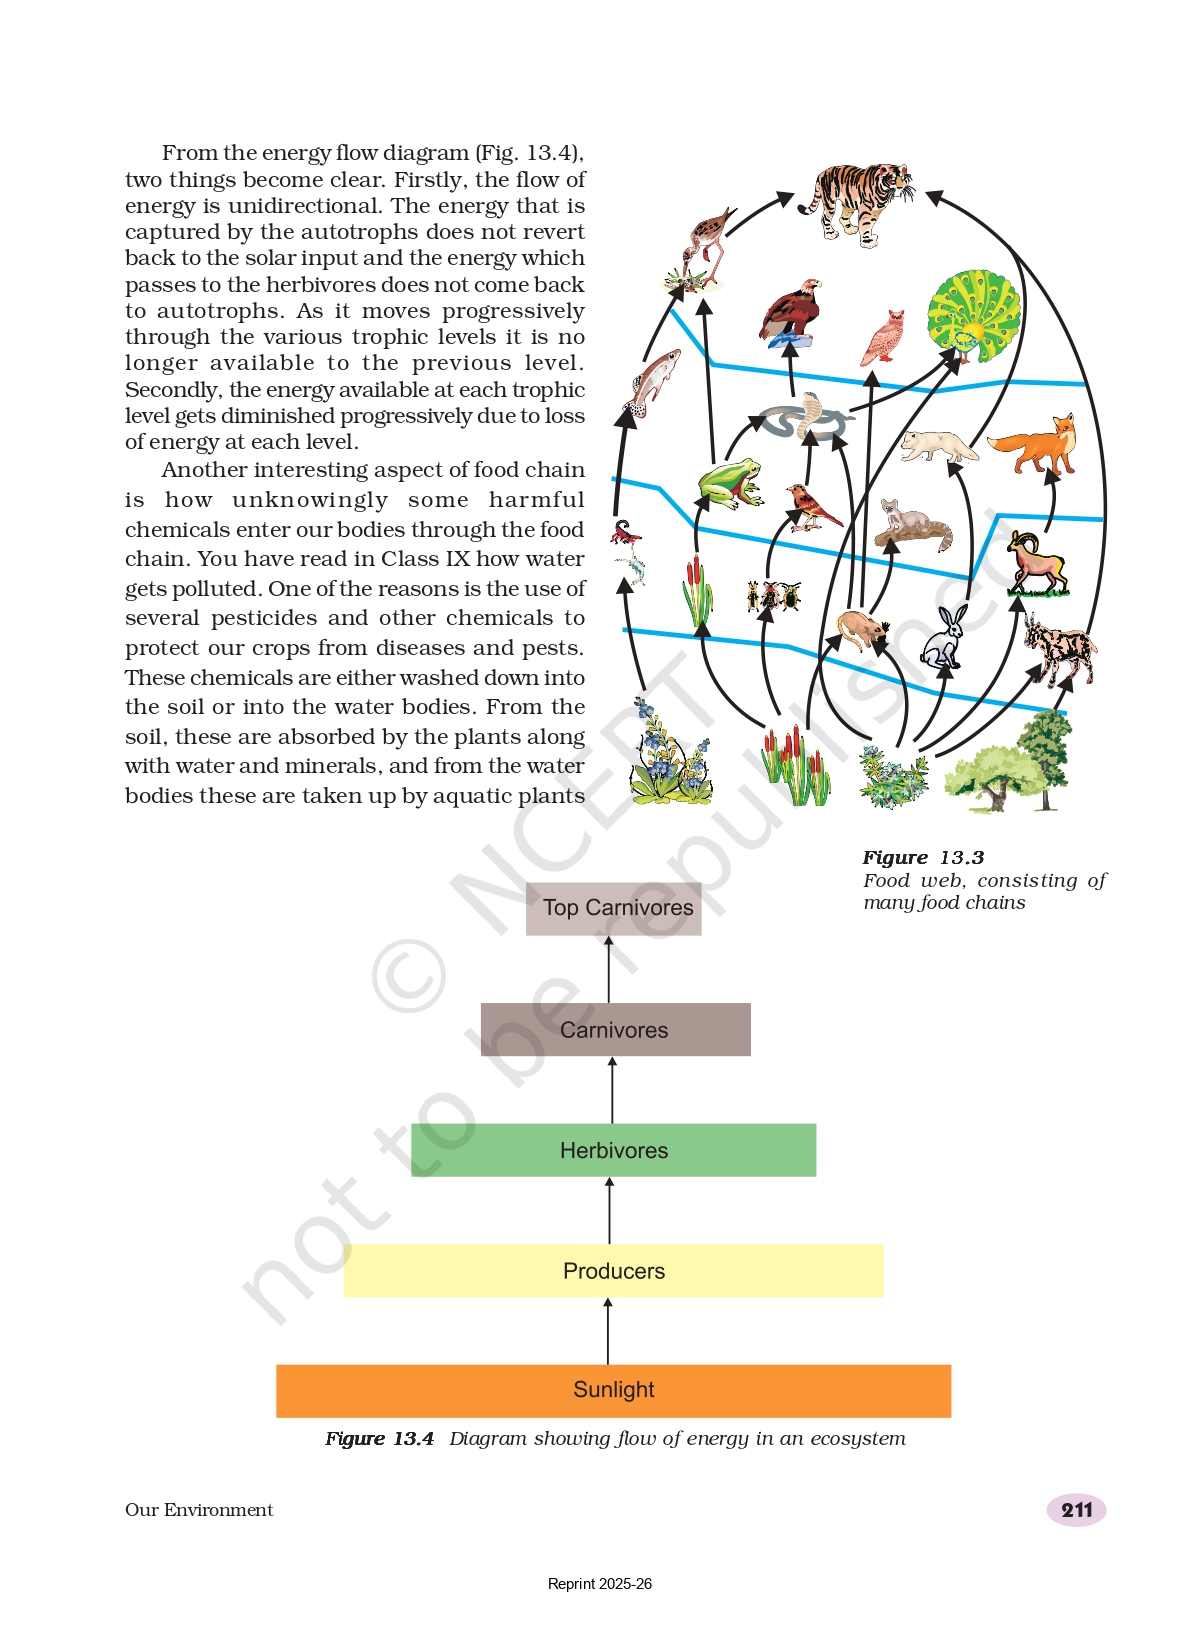 From the energy flow diagram (Fig. 13.4),
two things become clear. Firstly, the flow of
energy is unidirectional. The energy that is
captured by the autotrophs does not revert
back to the solar input and the energy which
passes to the herbivores does not come back
to autotrophs. As it moves progressively
through the various trophic levels it is no
longer available to the previous level.
Secondly, the energy available at each trophic
level gets diminished progressively due to loss
of energy at each level.
Another interesting aspect of food chain
is how unknowingly some harmful
chemicals enter our bodies through the food
chain. You have read in Class IX how water
gets polluted. One of the reasons is the use of
several pesticides and other chemicals to
protect our crops from diseases and pests.
These chemicals are either washed down into
the soil or into the water bodies. From the
soil, these are absorbed by the plants along
with water and minerals, and from the water
bodies these are taken up by aquatic plants
Figure 13.3
Food web, consisting of
many food chains
Top Carnivores
Carnivores
Herbivores
Producers
Sunlight
Figure 13.4 Diagram showing flow of energy in an ecosystem
© NCERT
not to be republished
Our Environment
211
Reprint 2025-26